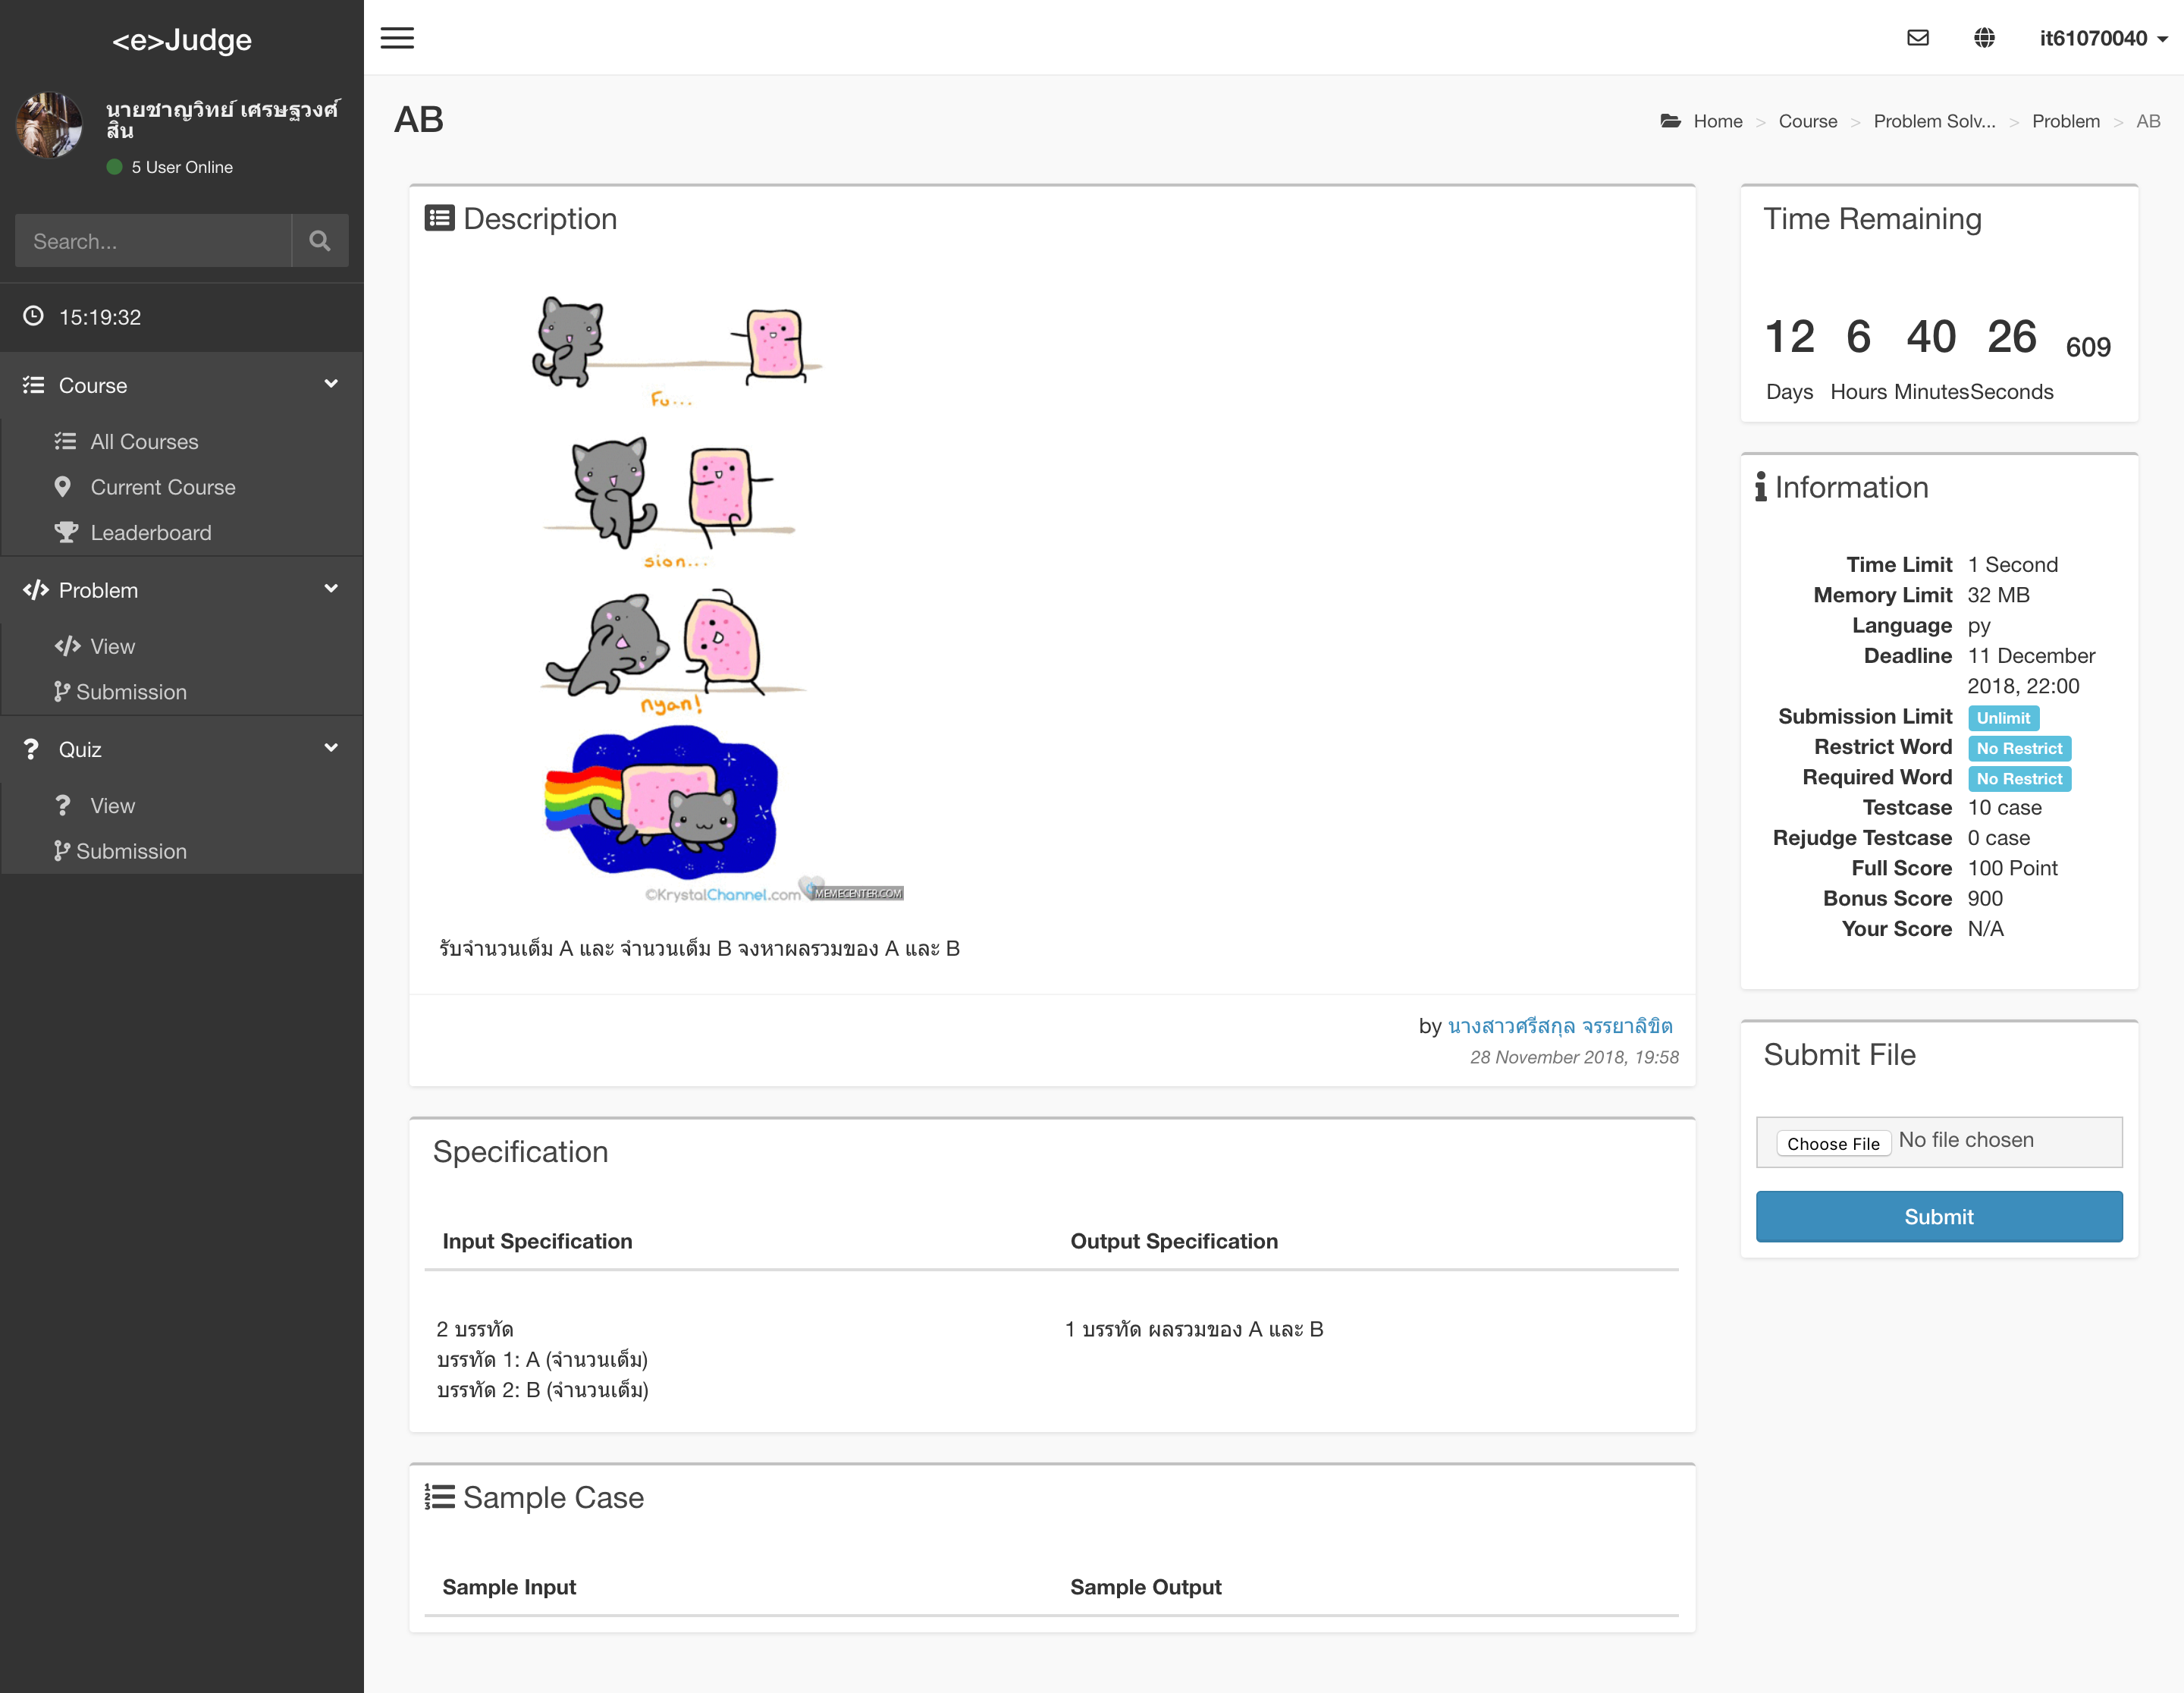 <e>Judge
it61070040
นายชาญวิทย์ เศรษฐวงศ์
สิน
5 User Online
Search...
15:19:32
Course
All Courses
Current Course
Leaderboard
Problem
View
Submission
Quiz
View
Submission
AB
Home > Course > Problem Solv... > Problem > AB
Description
Fu...
sion...
nyan!
©KrystalChannel.com
MEMECENTER.COM
รับจำนวนเต็ม A และ จำนวนเต็ม B จงหาผลรวมของ A และ B
by นางสาวศรีสกุล จรรยาลิขิต
28 November 2018, 19:58
Specification
Input Specification Output Specification
2 บรรทัด 1 บรรทัด ผลรวมของ A และ B
บรรทัด 1: A (จำนวนเต็ม)
บรรทัด 2: B (จำนวนเต็ม)
Sample Case
Sample Input Sample Output
Time Remaining
12 6 40 26 609
Days Hours Minutes Seconds
Information
Time Limit 1 Second
Memory Limit 32 MB
Language py
Deadline 11 December
2018, 22:00
Submission Limit Unlimit
Restrict Word No Restrict
Required Word No Restrict
Testcase 10 case
Rejudge Testcase 0 case
Full Score 100 Point
Bonus Score 900
Your Score N/A
Submit File
Choose File No file chosen
Submit